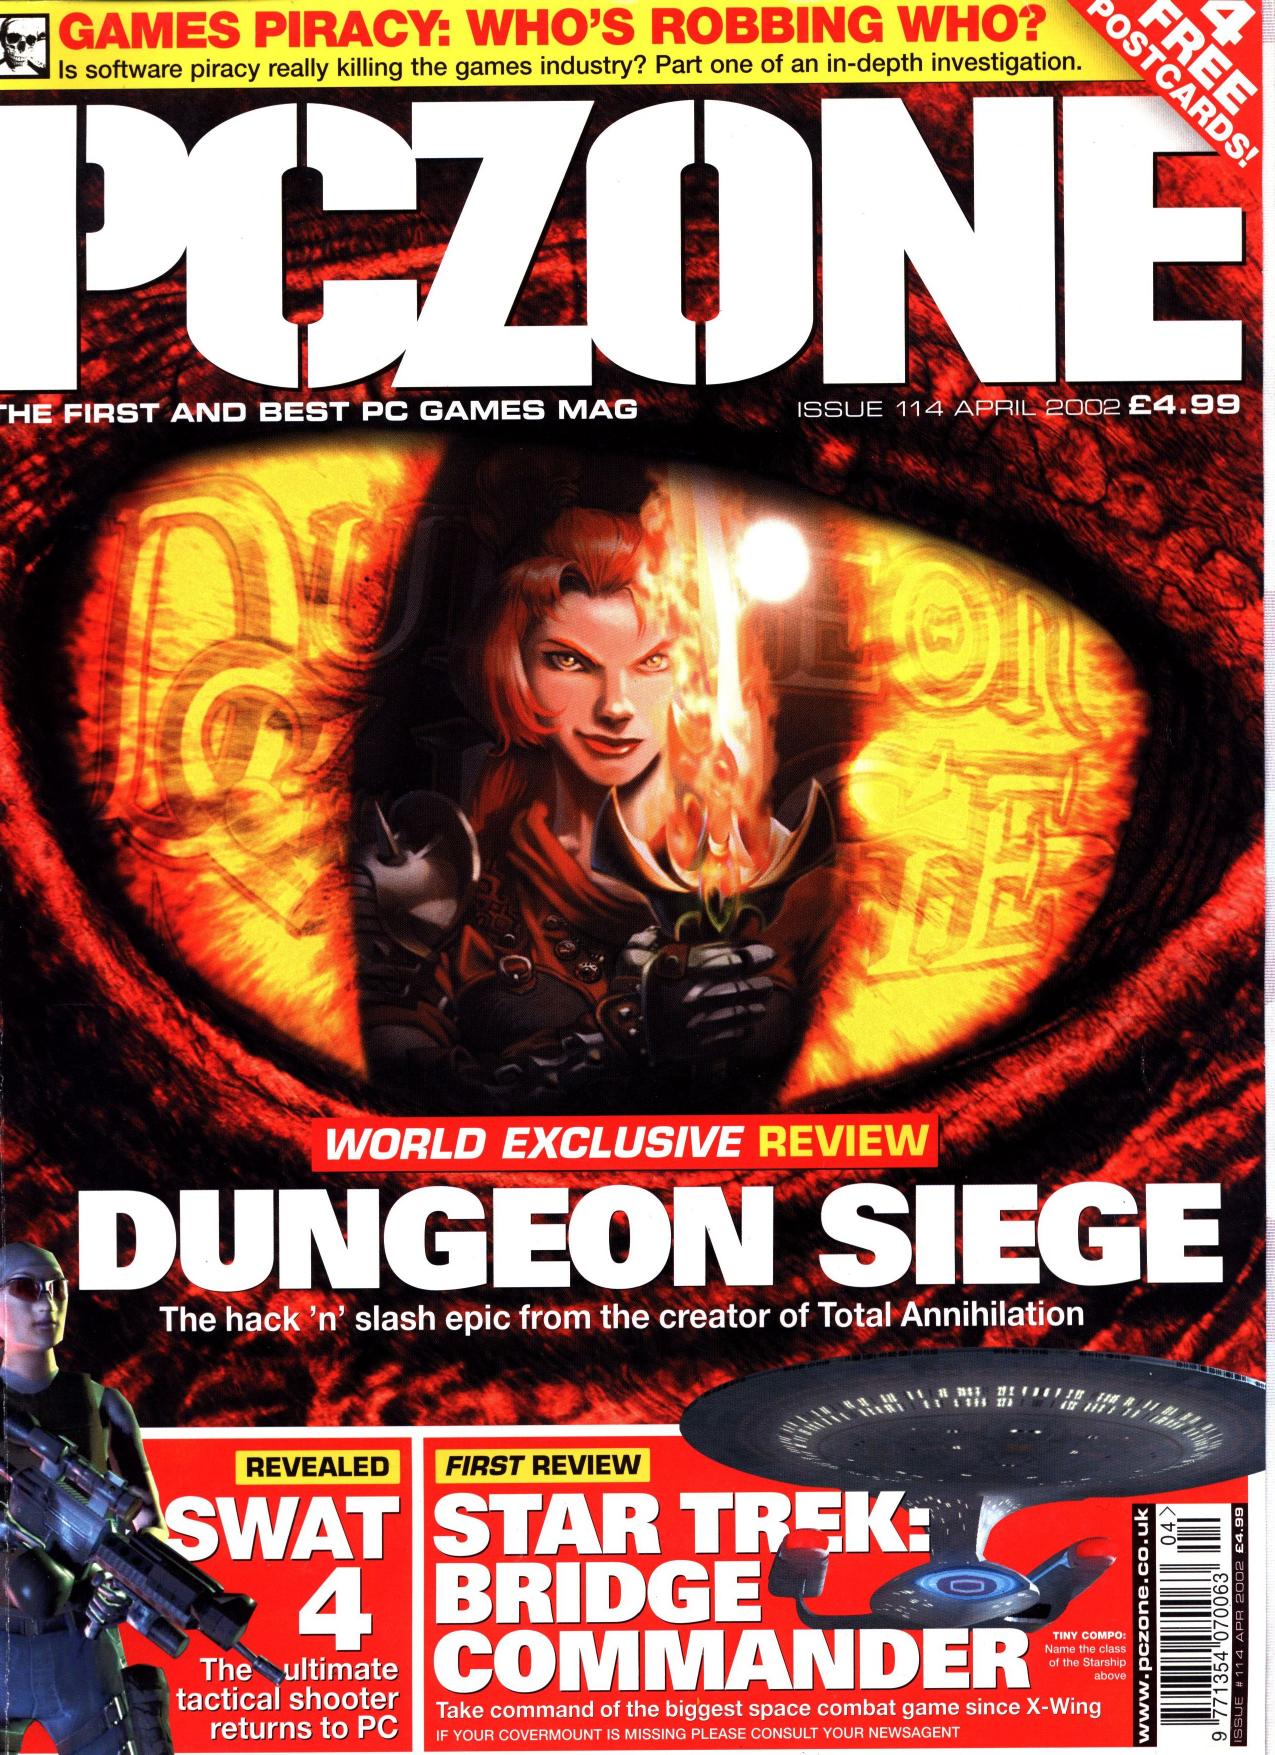 GAMES PIRACY: WHO'S ROBBING WHO?
Is software piracy really killing the games industry? Part one of an in-depth investigation.
4
FREE
POSTCARDS!
PCZONE
THE FIRST AND BEST PC GAMES MAG
ISSUE 114 APRIL 2002 £4.99
DUNGEON
SIEGE
WORLD EXCLUSIVE REVIEW
DUNGEON SIEGE
The hack 'n' slash epic from the creator of Total Annihilation
REVEALED
SWAT
4
The ultimate
tactical shooter
returns to PC
FIRST REVIEW
STAR TREK:
BRIDGE
COMMANDER
TINY COMPO:
Name the class
of the Starship
above
Take command of the biggest space combat game since X-Wing
IF YOUR COVERMOUNT IS MISSING PLEASE CONSULT YOUR NEWSAGENT
www.pczone.co.uk
04>
9 771354 070063
ISSUE #114 APR 2002 £4.99